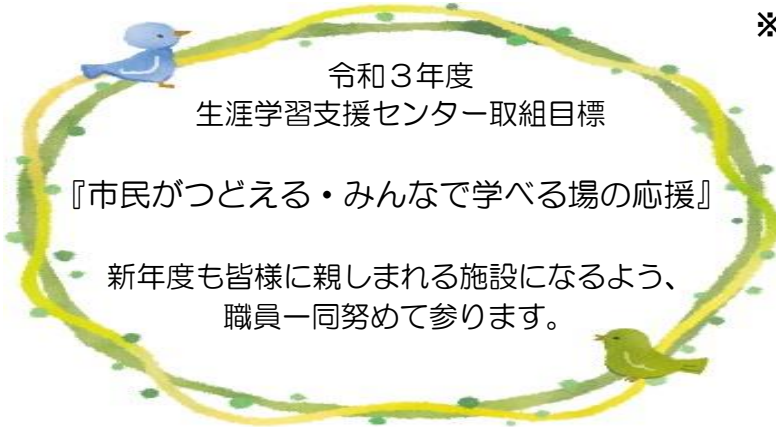 ※
令和３年度
生涯学習支援センター取組目標
『市民がつどえる・みんなで学べる場の応援』
新年度も皆様に親しまれる施設になるよう、
職員一同努めて参ります。